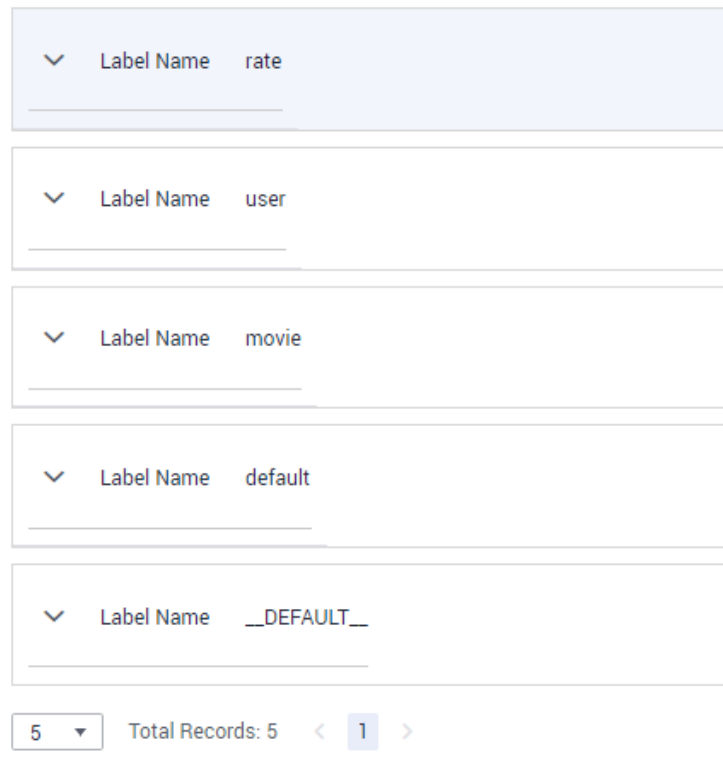 Label Name rate
Label Name user
Label Name movie
Label Name default
Label Name __DEFAULT__
5 Total Records: 5 < 1 >